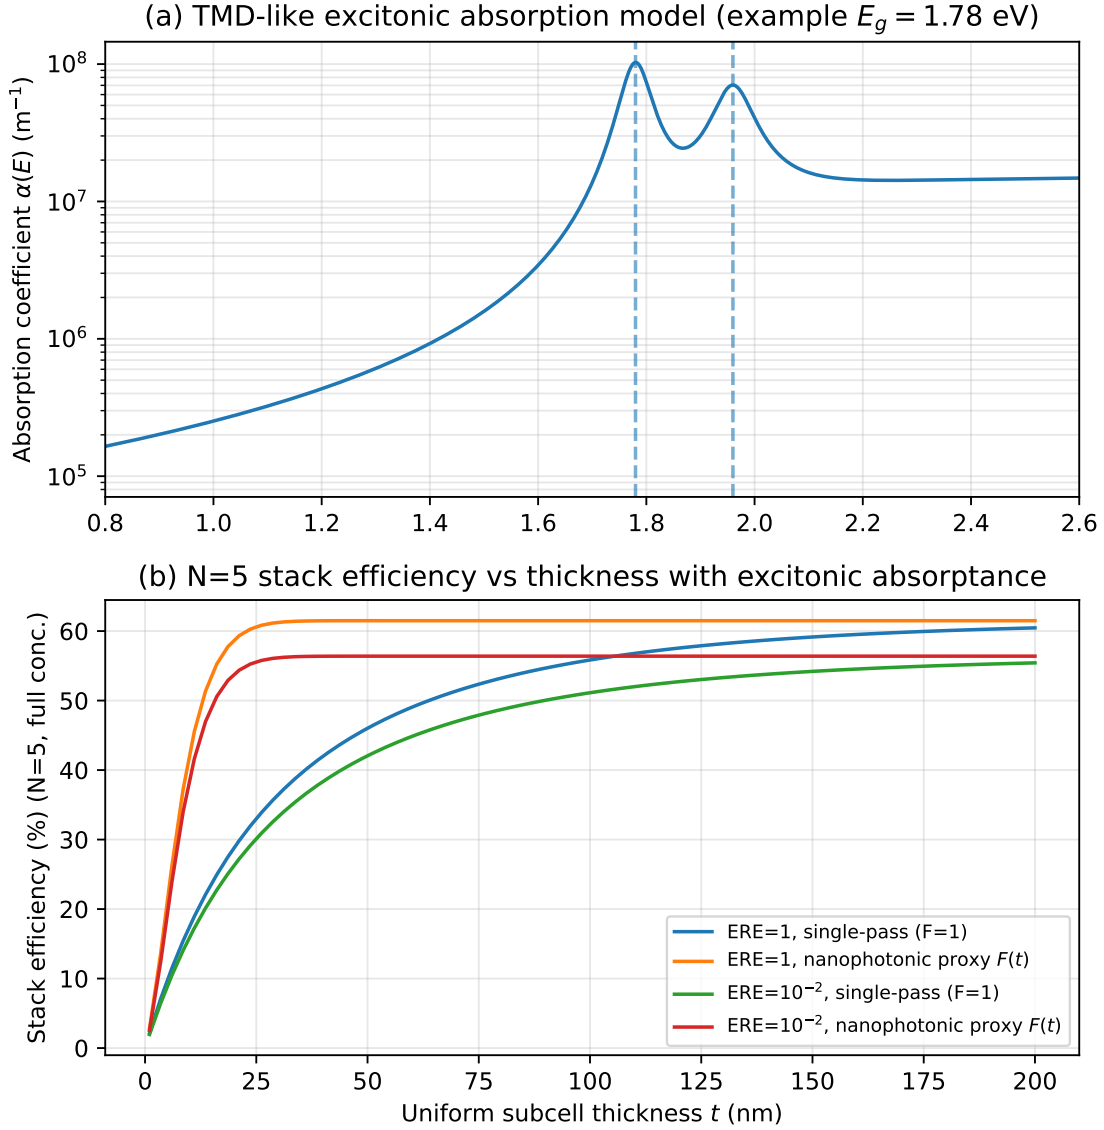 (a) TMD-like excitonic absorption model (example $E_g = 1.78$ eV)
Absorption coefficient $\alpha(E)$ (m$^{-1}$)
10$^8$
10$^7$
10$^6$
10$^5$
0.8 1.0 1.2 1.4 1.6 1.8 2.0 2.2 2.4 2.6
(b) N=5 stack efficiency vs thickness with excitonic absorptance
Stack efficiency (%) (N=5, full conc.)
60
50
40
30
20
10
0
ERE=1, single-pass (F=1)
ERE=1, nanophotonic proxy $F(t)$
ERE=10$^{-2}$, single-pass (F=1)
ERE=10$^{-2}$, nanophotonic proxy $F(t)$
0 25 50 75 100 125 150 175 200
Uniform subcell thickness $t$ (nm)